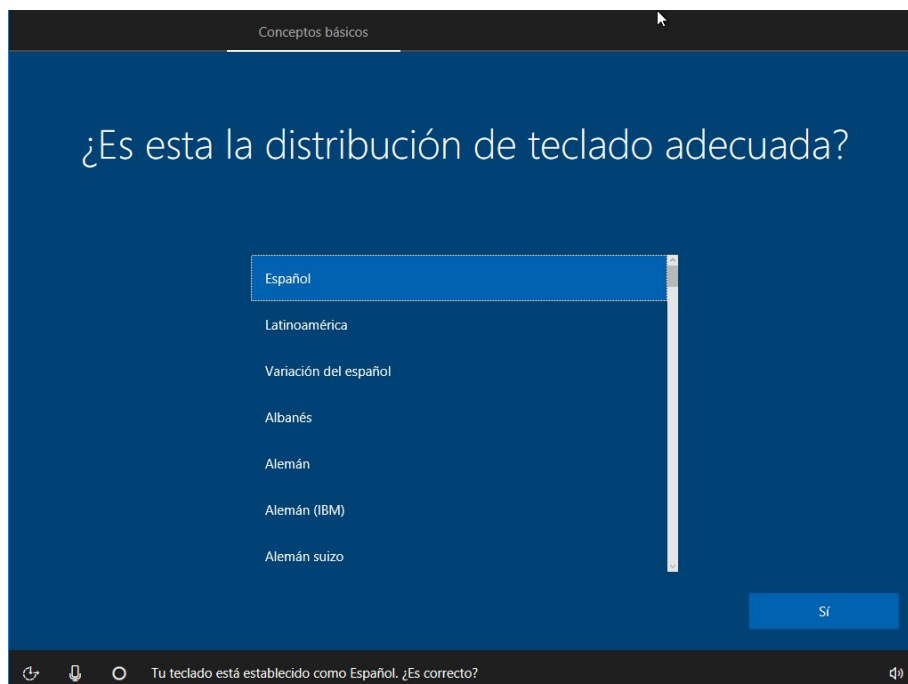 Conceptos básicos
¿Es esta la distribución de teclado adecuada?
Español
Latinoamérica
Variación del español
Albanés
Alemán
Alemán (IBM)
Alemán suizo
Sí
Tu teclado está establecido como Español. ¿Es correcto?